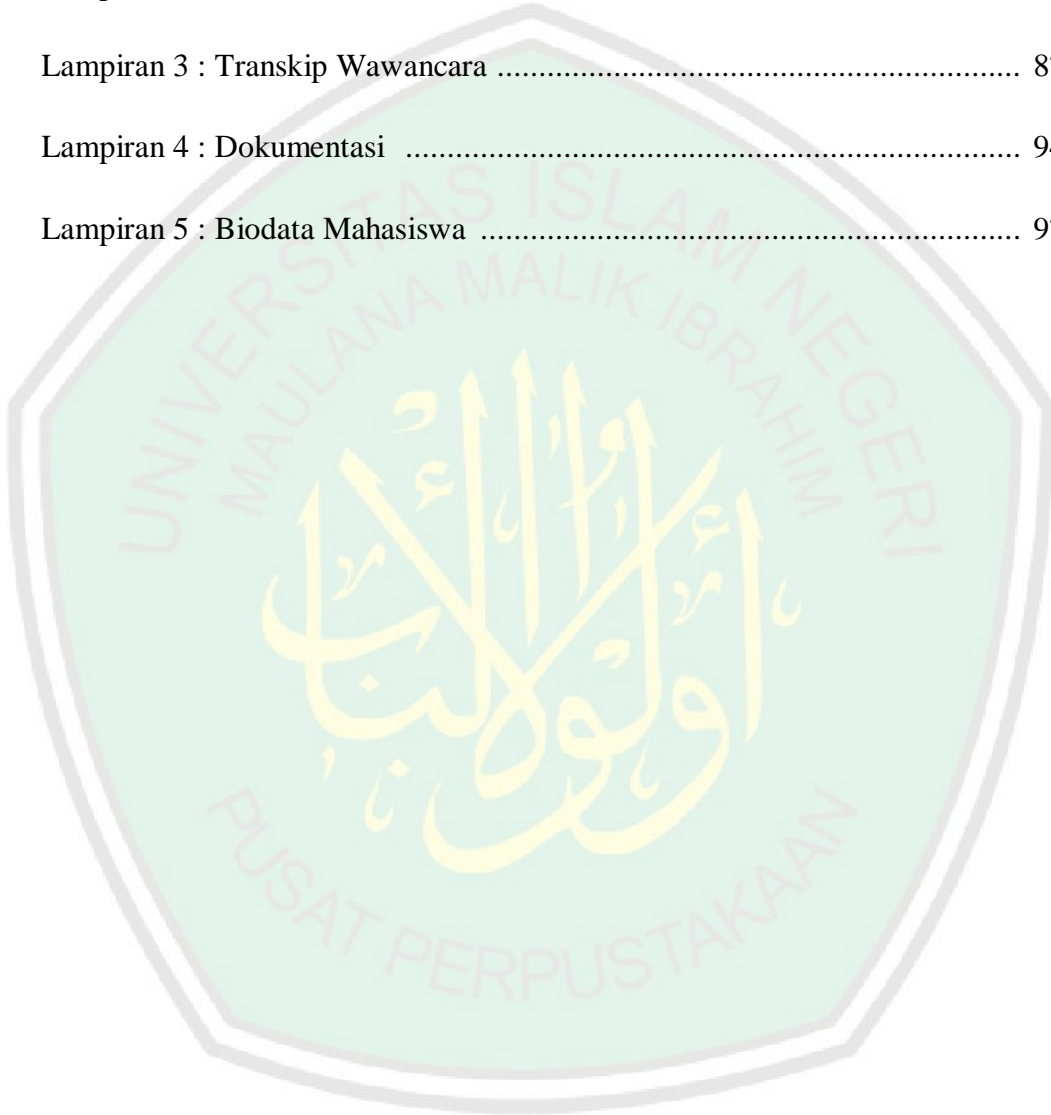 Lampiran 3 : Transkip Wawancara ................................................................ 8
Lampiran 4 : Dokumentasi ........................................................................... 9
Lampiran 5 : Biodata Mahasiswa .................................................................. 9
UNIVERSITAS ISLAM NEGERI
MAULANA MALIK IBRAHIM
أولوا الألباب
PUSAT PERPUSTAKAAN